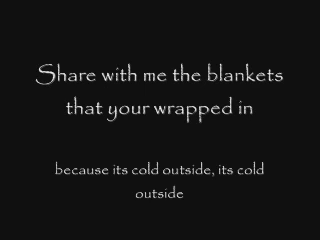 Share with me the blankets
that your wrapped in
because its cold outside, its cold
outside